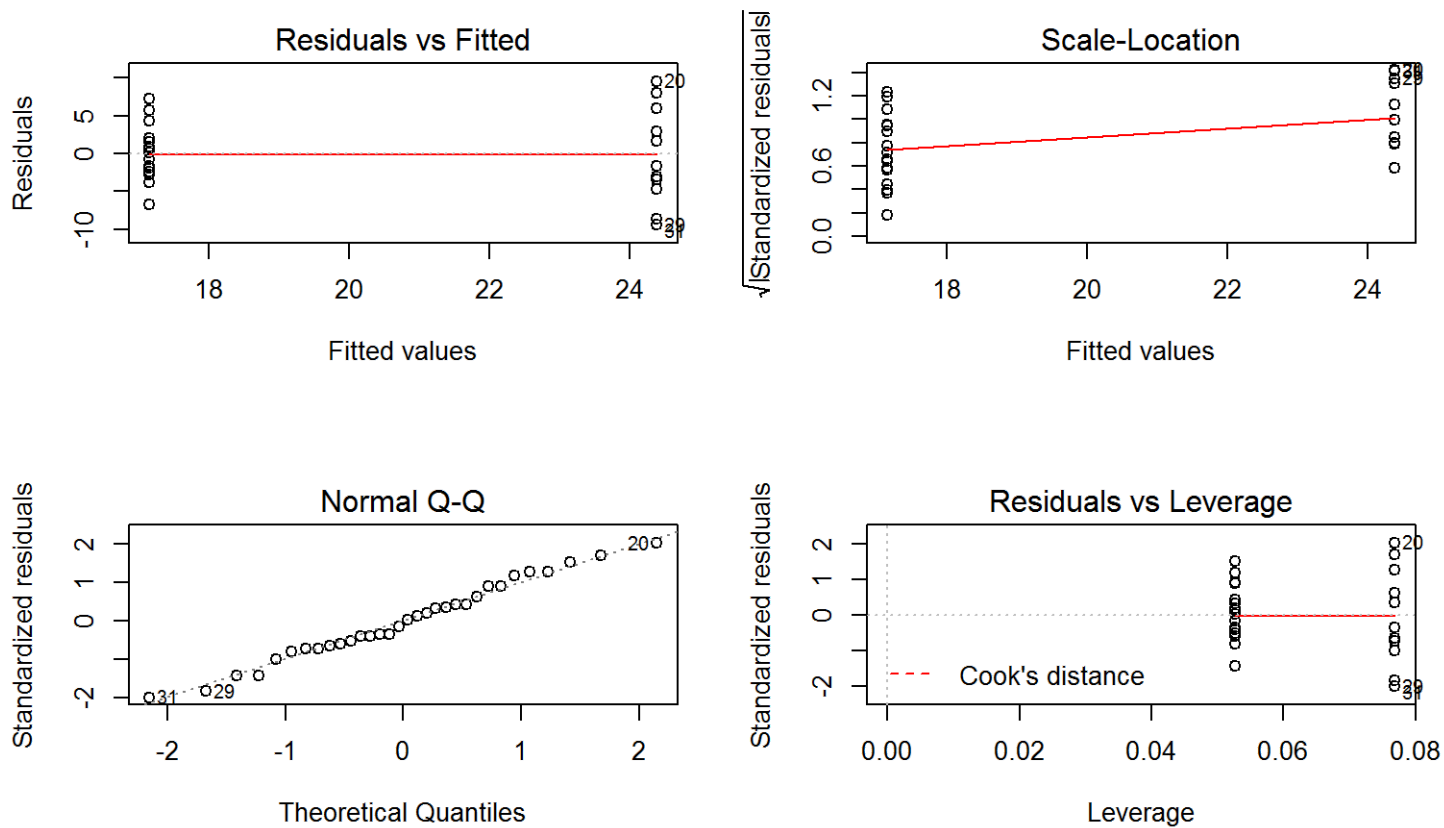 Residuals vs Fitted
Residuals
5
0
-10
20
29
31
18 20 22 24
Fitted values
Scale-Location
√|Standardized residuals|
1.2
0.6
0.0
29
18 20 22 24
Fitted values
Normal Q-Q
Standardized residuals
2
1
0
-2
20
29
31
-2 -1 0 1 2
Theoretical Quantiles
Residuals vs Leverage
Standardized residuals
2
1
0
-2
20
29
31
Cook's distance
0.00 0.02 0.04 0.06 0.08
Leverage